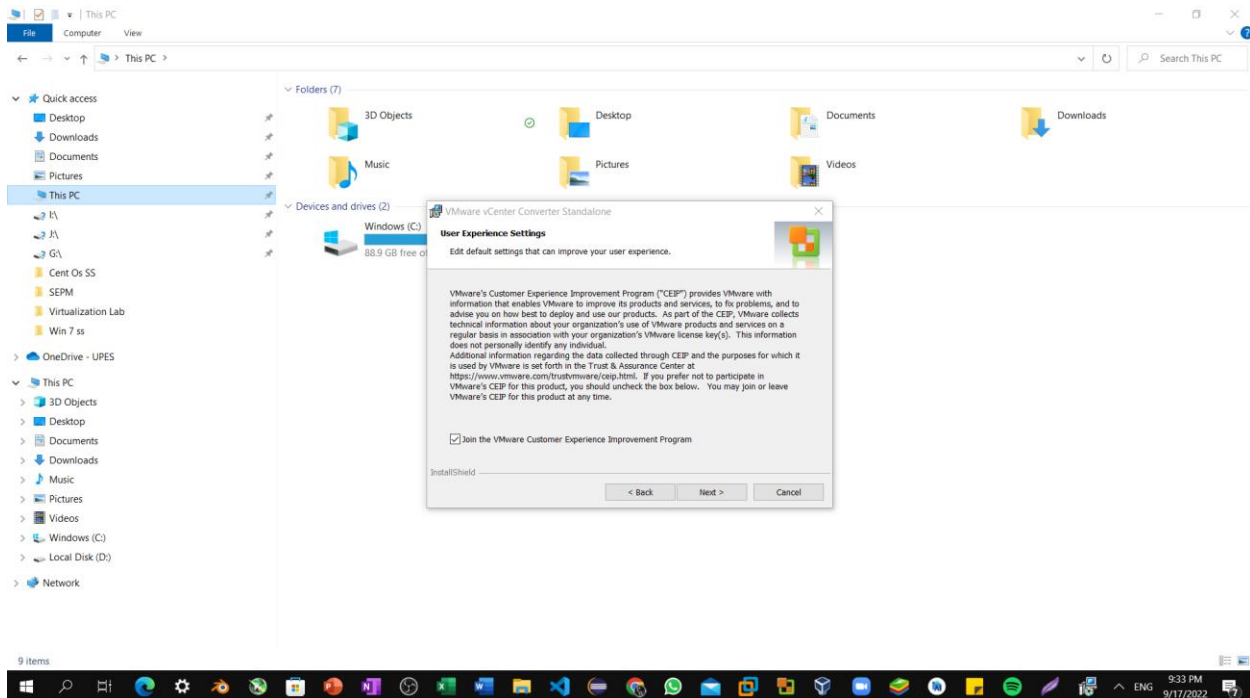 This PC
File Computer View
This PC
Search This PC
Quick access
Desktop
Downloads
Documents
Pictures
This PC
I:\
J:\
G:\
Cent Os SS
SEPM
Virtualization Lab
Win 7 ss
OneDrive - UPES
This PC
3D Objects
Desktop
Documents
Downloads
Music
Pictures
Videos
Windows (C:)
Local Disk (D:)
Network
Folders (7)
3D Objects
Desktop
Documents
Downloads
Music
Pictures
Videos
Devices and drives (2)
Windows (C:)
88.9 GB free o
VMware vCenter Converter Standalone
User Experience Settings
Edit default settings that can improve your user experience.
VMware's Customer Experience Improvement Program ("CEIP") provides VMware with
information that enables VMware to improve its products and services, to fix problems, and to
advise you on how best to deploy and use our products. As part of the CEIP, VMware collects
technical information about your organization's use of VMware products and services on a
regular basis in association with your organization's VMware license key(s). This information
does not personally identify any individual.
Additional information regarding the data collected through CEIP and the purposes for which it
is used by VMware is set forth in the Trust & Assurance Center at
https://www.vmware.com/trustvmware/ceip.html. If you prefer not to participate in
VMware's CEIP for this product, you should uncheck the box below. You may join or leave
VMware's CEIP for this product at any time.
Join the VMware Customer Experience Improvement Program
InstallShield
< Back Next > Cancel
9 items
ENG
9:33 PM
9/17/2022